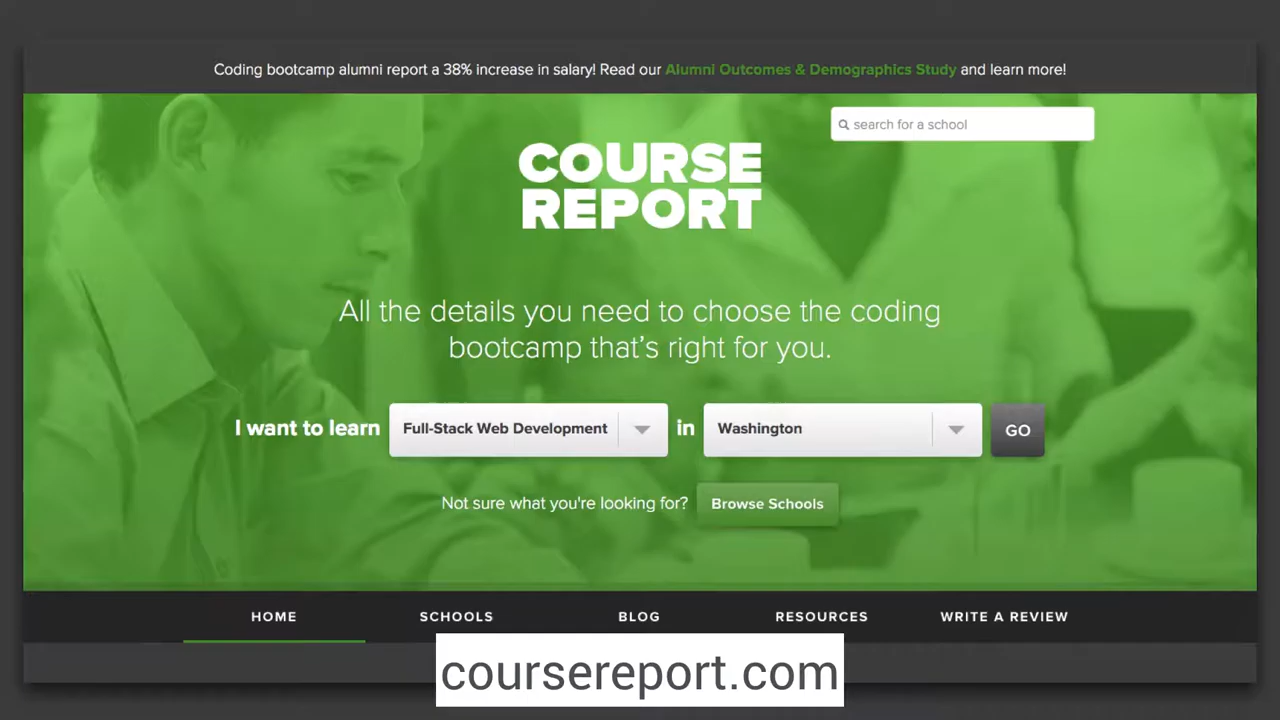 Coding bootcamp alumni report a 38% increase in salary! Read our Alumni Outcomes & Demographics Study and learn more!
search for a school
COURSE
REPORT
All the details you need to choose the coding
bootcamp that's right for you.
I want to learn Full-Stack Web Development in Washington GO
Not sure what you're looking for? Browse Schools
HOME SCHOOLS BLOG RESOURCES WRITE A REVIEW
coursereport.com